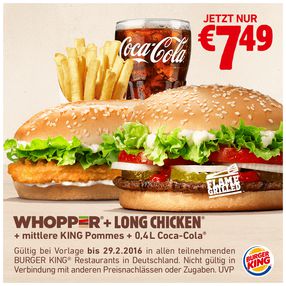 JETZT NUR
€7.49
Coca-Cola
FLAME
GRILLED
WHOPPER® + LONG CHICKEN®
+ mittlere KING Pommes + 0,4L Coca-Cola®
Gültig bei Vorlage bis 29.2.2016 in allen teilnehmenden
BURGER KING® Restaurants in Deutschland. Nicht gültig in
Verbindung mit anderen Preisnachlässen oder Zugaben. UVP
BURGER
KING